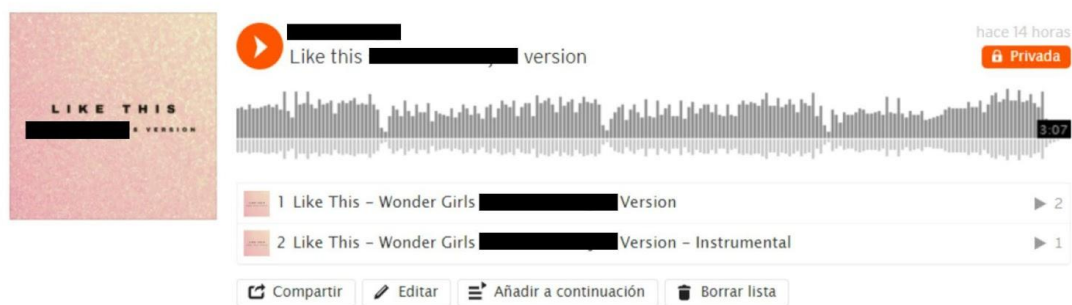 LIKE THIS
& VERSION
Like this version
hace 14 horas
Privada
3:07
1 Like This – Wonder Girls Version
2
2 Like This – Wonder Girls Version – Instrumental
1
Compartir
Editar
Añadir a continuación
Borrar lista